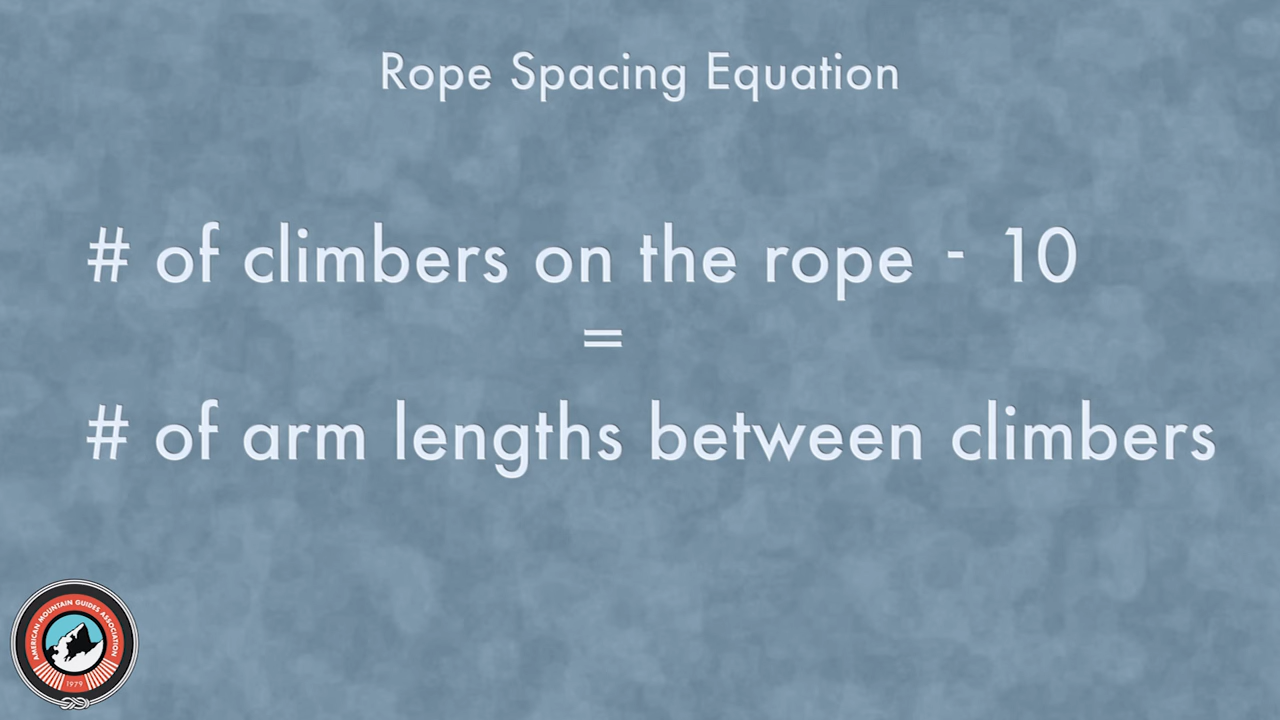 Rope Spacing Equation
# of climbers on the rope - 10
=
# of arm lengths between climbers
AMERICAN MOUNTAIN GUIDES ASSOCIATION
1979